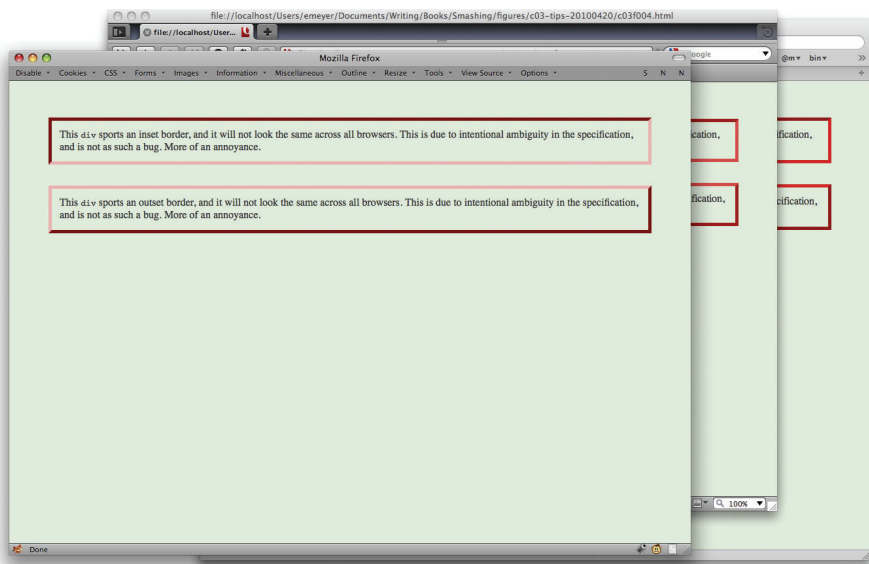 file://localhost/Users/emeyer/Documents/Writing/Books/Smashing/figures/c03-tips-20100420/c03f004.html
file://localhost/User...
oogle
@m▾ bin▾ »
Mozilla Firefox
Disable Cookies CSS Forms Images Information Miscellaneous Outline Resize Tools View Source Options S N N
This div sports an inset border, and it will not look the same across all browsers. This is due to intentional ambiguity in the specification,
and is not as such a bug. More of an annoyance.
ication,
ification,
This div sports an outset border, and it will not look the same across all browsers. This is due to intentional ambiguity in the specification,
and is not as such a bug. More of an annoyance.
fication,
cification,
100%
Done